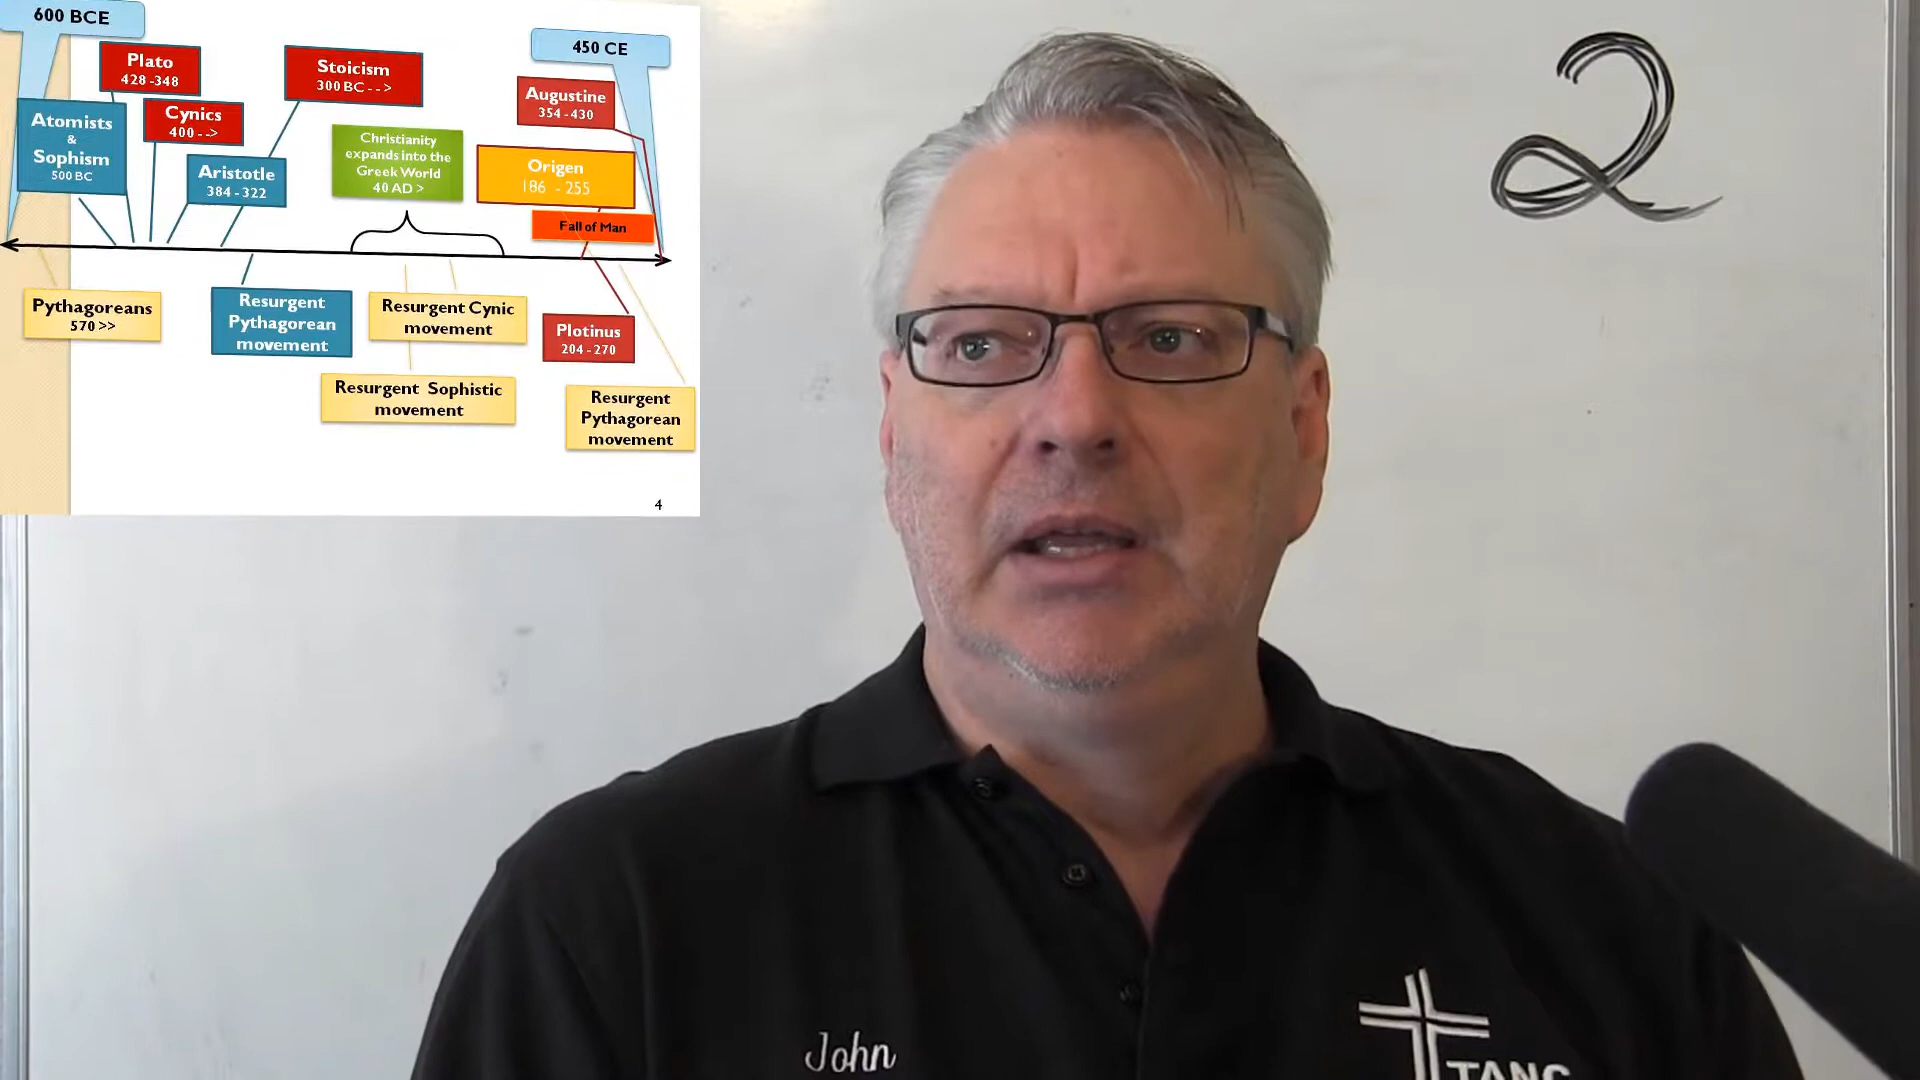 600 BCE
450 CE
Plato
428 -348
Stoicism
300 BC - - >
Cynics
400 - ->
Atomists
&
Sophism
500 BC
Aristotle
384 - 322
Christianity
expands into the
Greek World
40 AD >
Augustine
354 - 430
Origen
186 - 255
Fall of Man
Pythagoreans
570 >>
Resurgent
Pythagorean
movement
Resurgent Cynic
movement
Plotinus
204 - 270
Resurgent Sophistic
movement
Resurgent
Pythagorean
movement
4
2
John
TANC